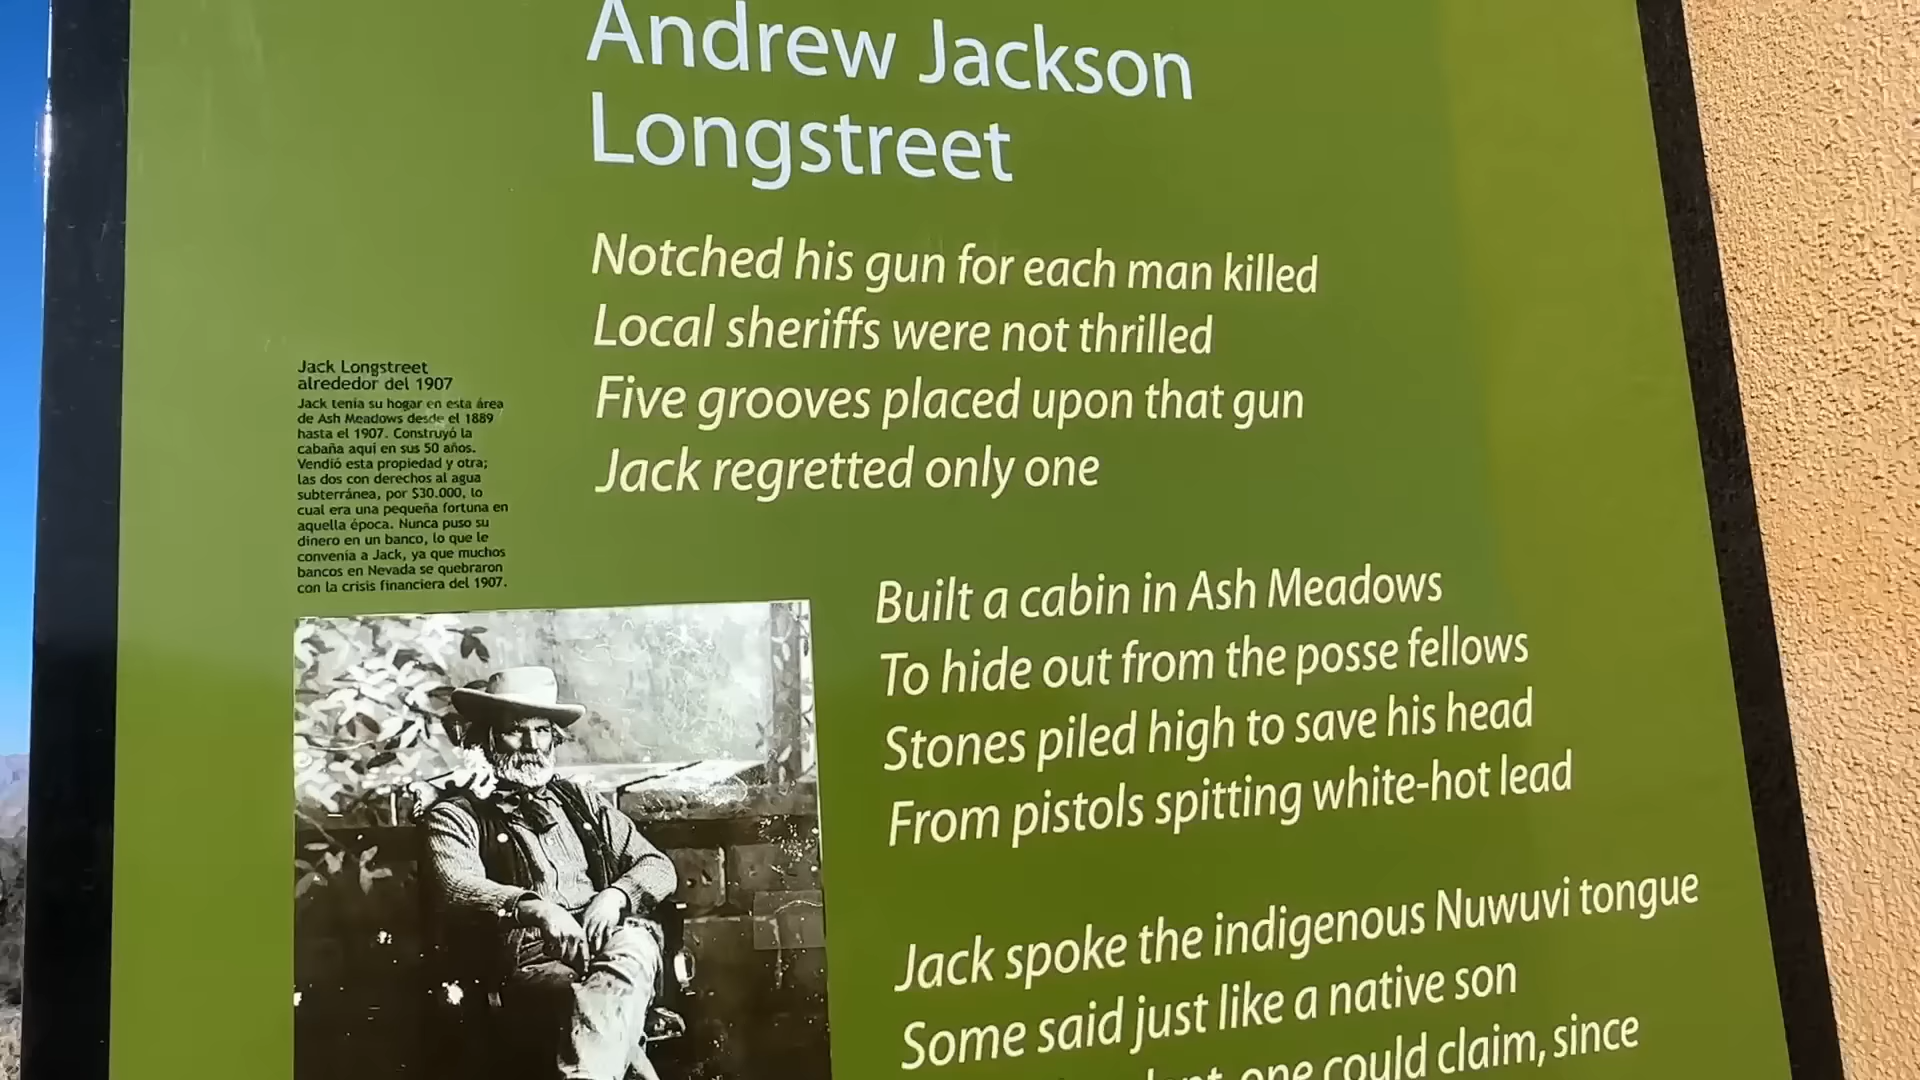 Andrew Jackson
Longstreet
Notched his gun for each man killed
Local sheriffs were not thrilled
Five grooves placed upon that gun
Jack regretted only one
Jack Longstreet
alrededor del 1907
Jack tenía su hogar en esta área
de Ash Meadows desde el 1889
hasta el 1907. Construyó la
cabaña aquí en sus 50 años.
Vendió esta propiedad y otra;
las dos con derechos al agua
subterránea, por $30.000, lo
cual era una pequeña fortuna en
aquella época. Nunca puso su
dinero en un banco, lo que le
convenía a Jack, ya que muchos
bancos en Nevada se quebraron
con la crisis financiera del 1907.
Built a cabin in Ash Meadows
To hide out from the posse fellows
Stones piled high to save his head
From pistols spitting white-hot lead
Jack spoke the indigenous Nuwuvi tongue
Some said just like a native son
one could claim, since